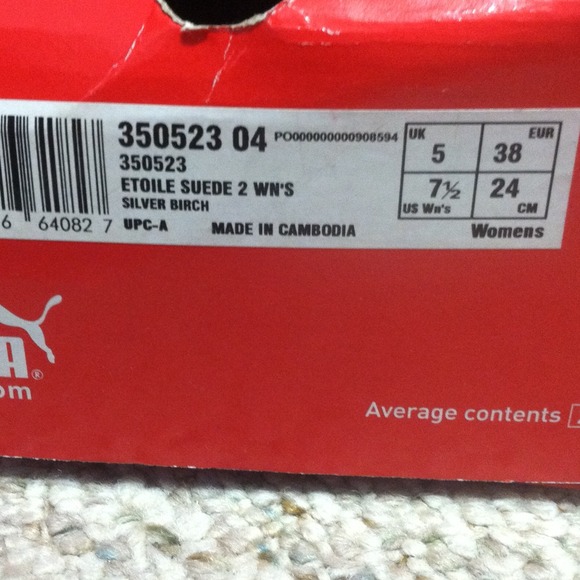 350523 04 PO000000000908594
350523
ETOILE SUEDE 2 WN'S
SILVER BIRCH
6 64082 7 UPC-A MADE IN CAMBODIA
UK 5
38 EUR
7½ US Wn's
24 CM
Womens
A®
om
Average contents